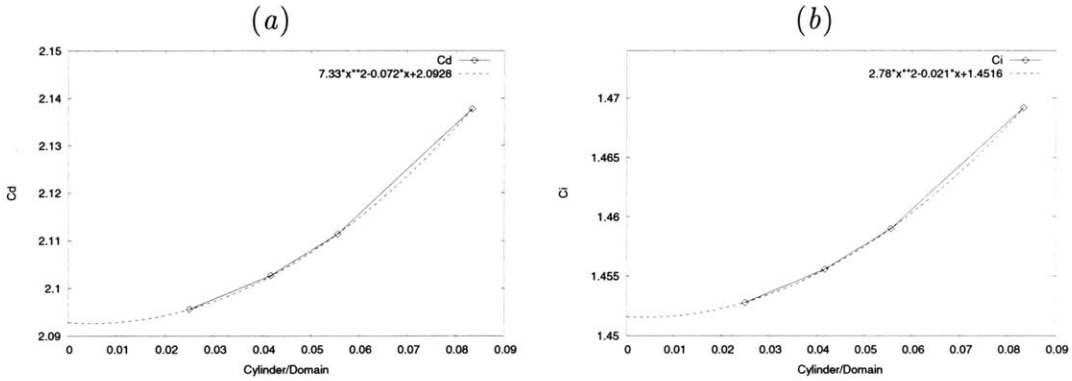 (a)
2.15
2.14
2.13
2.12
2.11
2.1
2.09
Cd
Cd
7.33*x**2-0.072*x+2.0928
0 0.01 0.02 0.03 0.04 0.05 0.06 0.07 0.08 0.09
Cylinder/Domain
(b)
1.47
1.465
1.46
1.455
1.45
Ci
Ci
2.78*x**2-0.021*x+1.4516
0 0.01 0.02 0.03 0.04 0.05 0.06 0.07 0.08 0.09
Cylinder/Domain